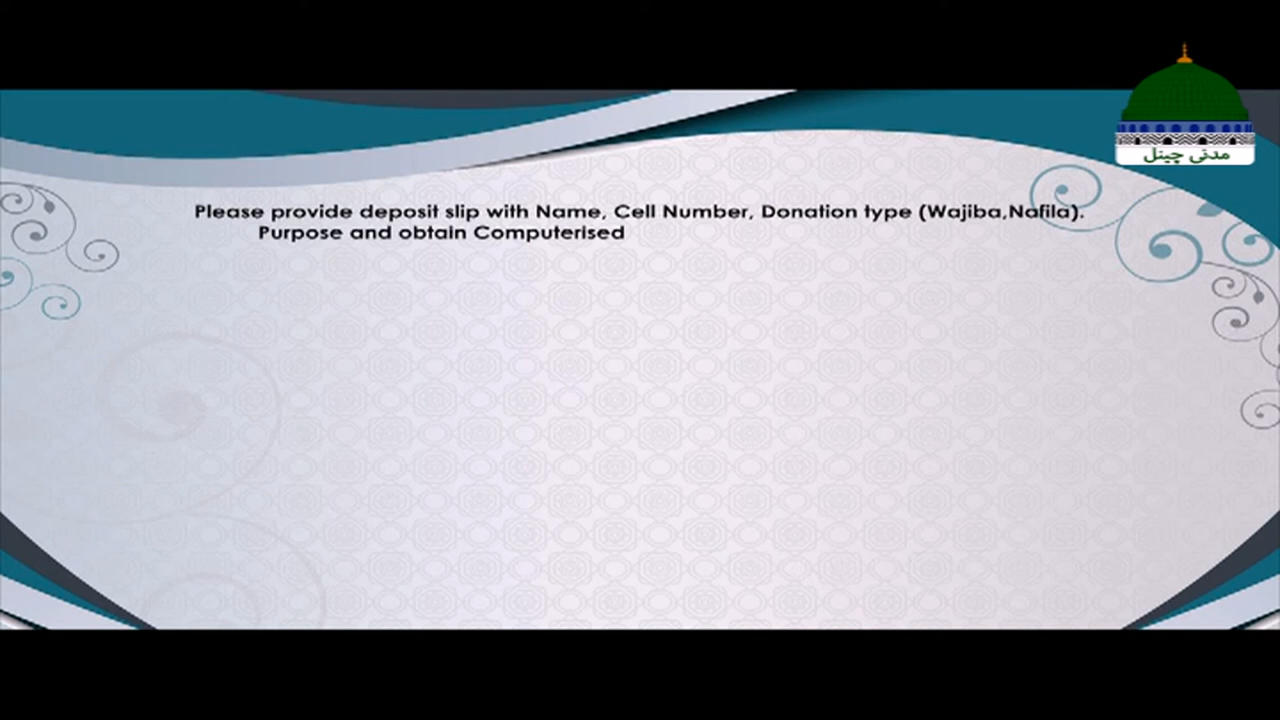 مدنی چینل
Please provide deposit slip with Name, Cell Number, Donation type (Wajiba,Nafila).
Purpose and obtain Computerised